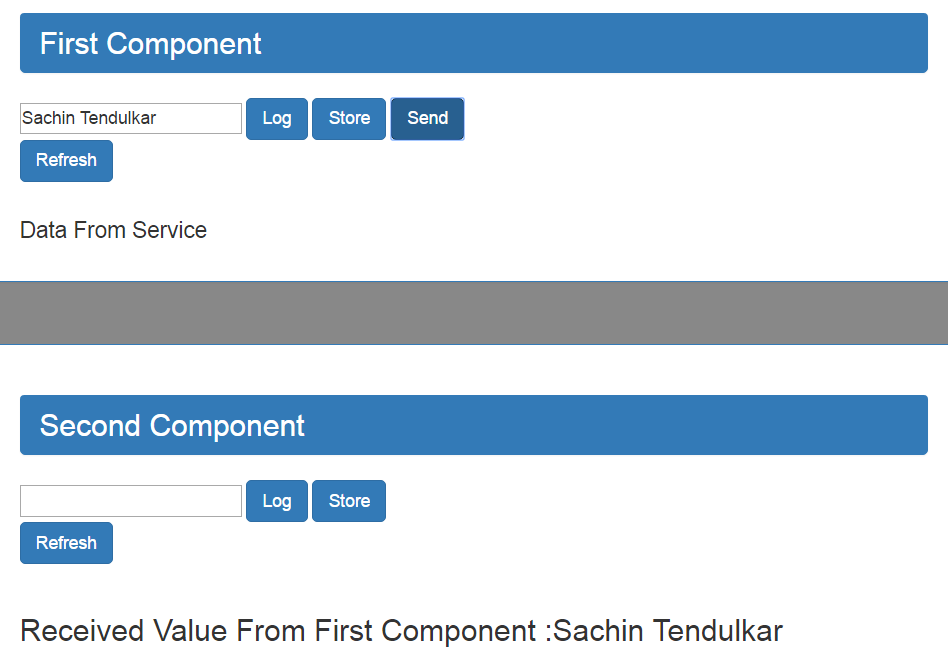 First Component
Sachin Tendulkar Log Store Send
Refresh
Data From Service
Second Component
Log Store
Refresh
Received Value From First Component :Sachin Tendulkar